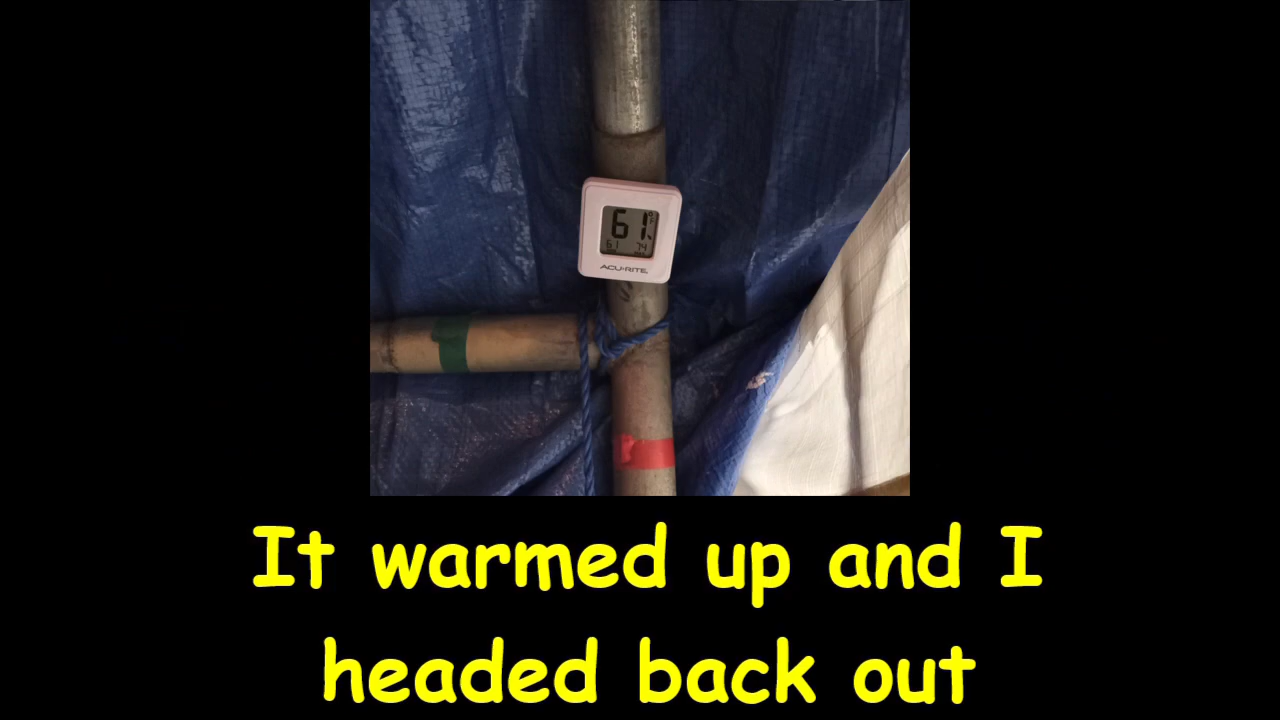 61 °F
61 74
ACU·RITE
It warmed up and I
headed back out